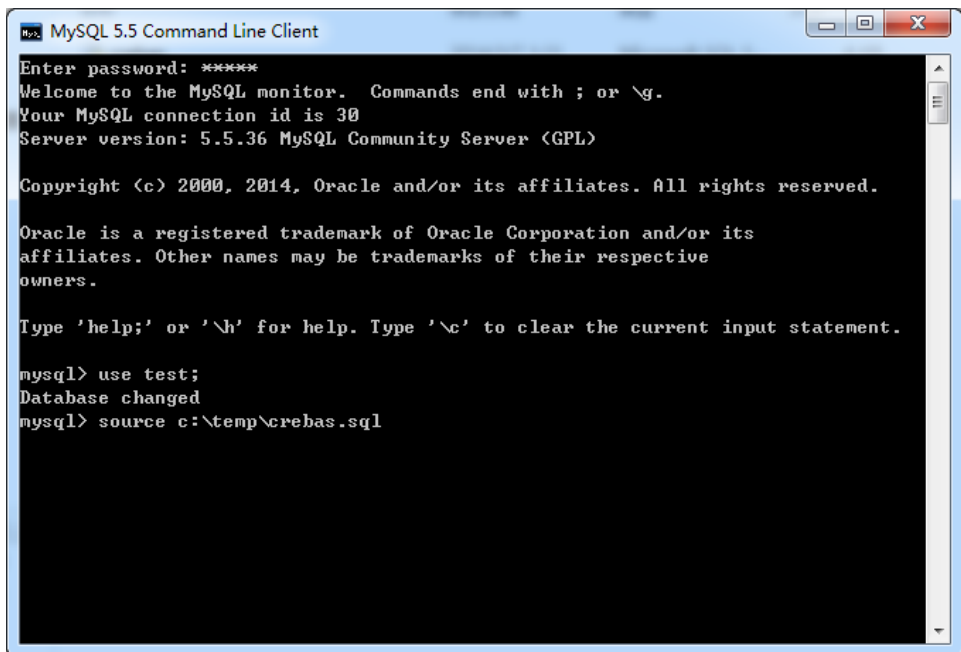 MySQL 5.5 Command Line Client
Enter password: *****
Welcome to the MySQL monitor.  Commands end with ; or \g.
Your MySQL connection id is 30
Server version: 5.5.36 MySQL Community Server (GPL)
Copyright (c) 2000, 2014, Oracle and/or its affiliates. All rights reserved.
Oracle is a registered trademark of Oracle Corporation and/or its
affiliates. Other names may be trademarks of their respective
owners.
Type 'help;' or '\h' for help. Type '\c' to clear the current input statement.
mysql> use test;
Database changed
mysql> source c:\temp\crebas.sql